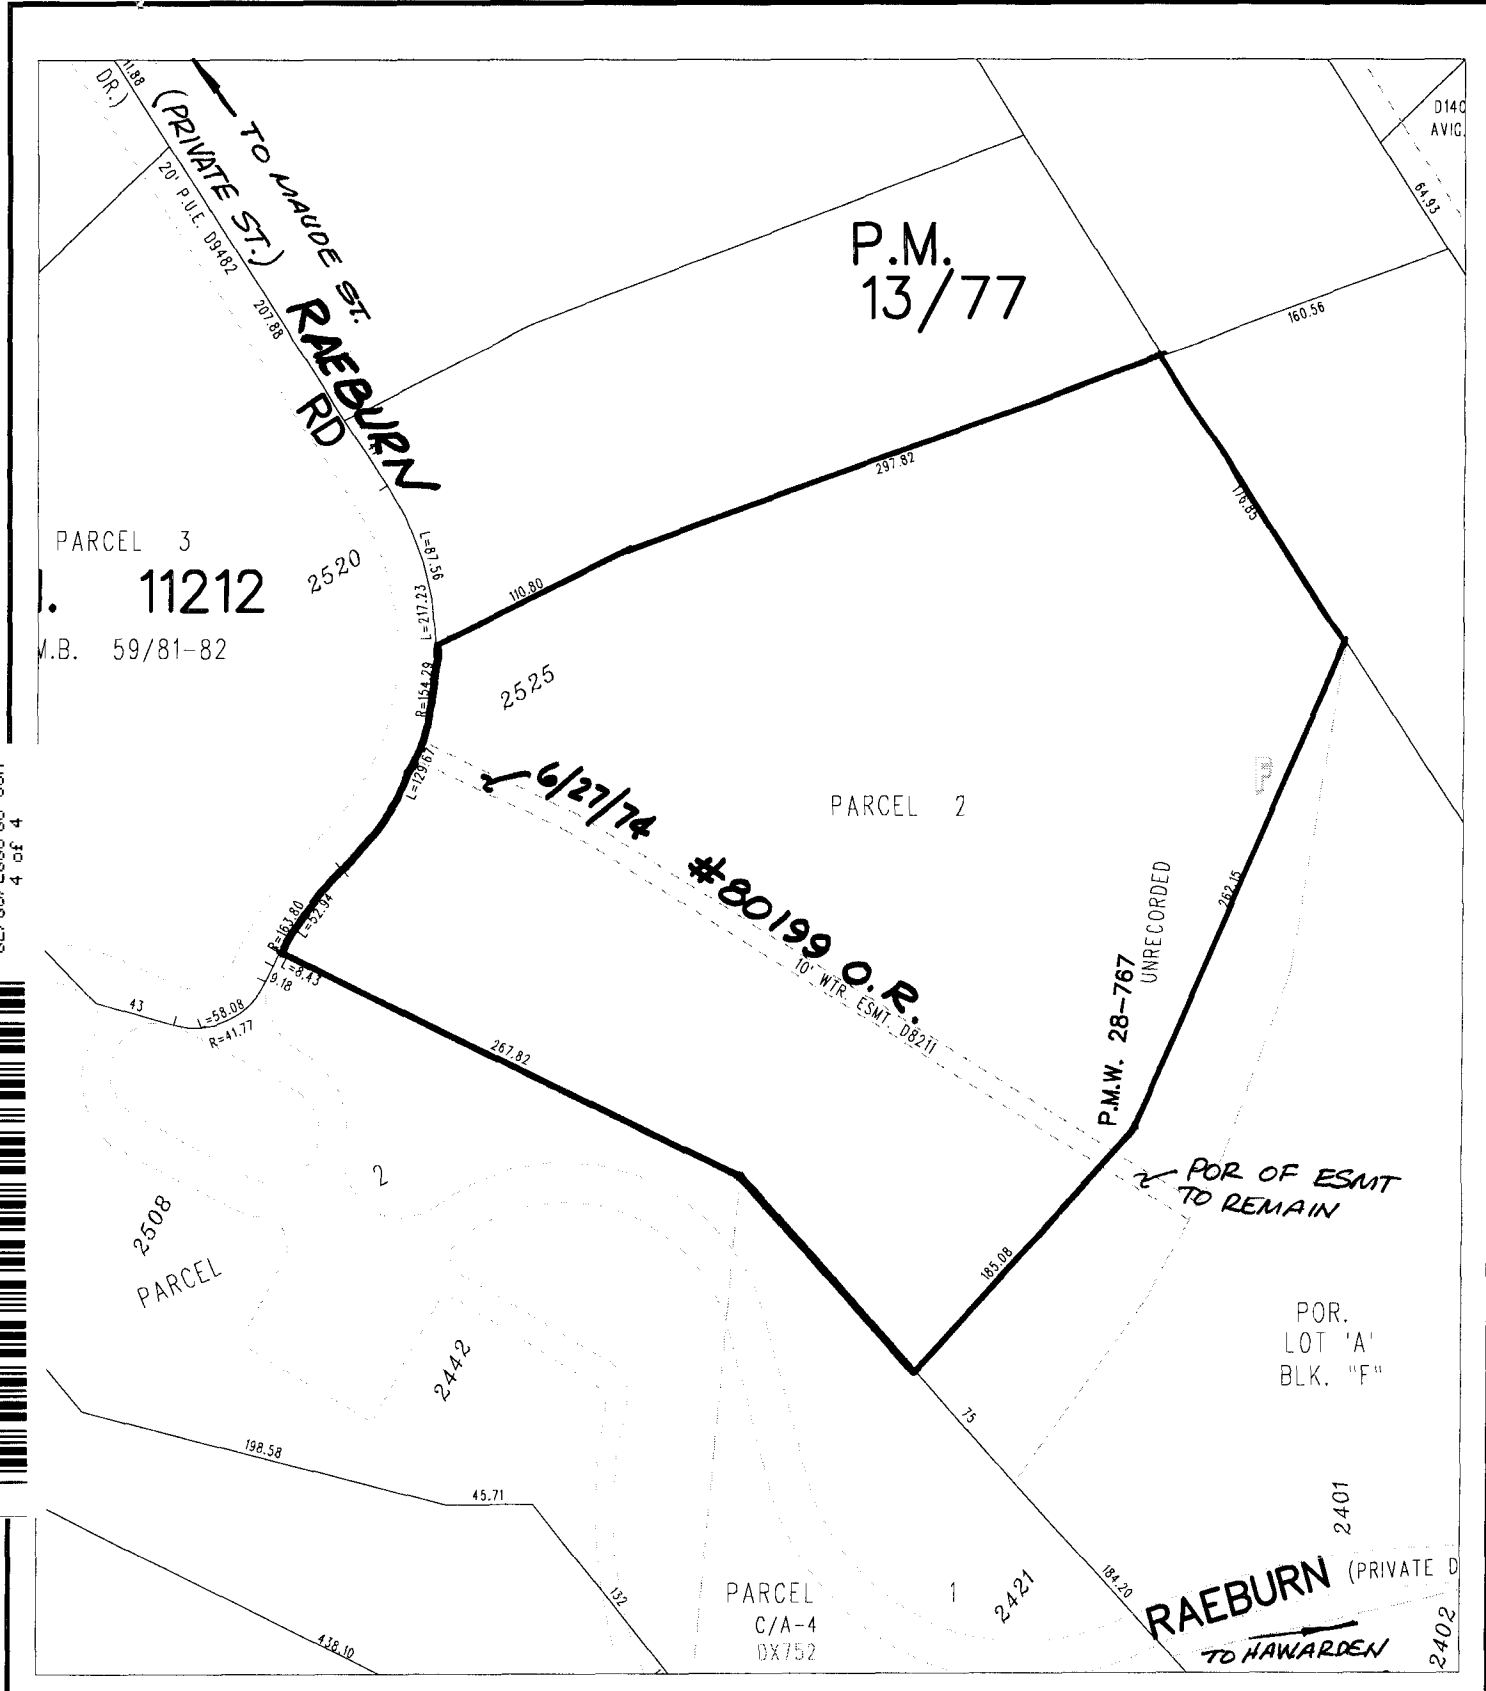 11.88
DR.)
(PRIVATE ST.)
TO MAUDE ST.
20' P.U.E. D9482
207.88
RAEBURN
RD
P.M.
13/77
160.56
64.93
297.82
176.85
110.80
PARCEL 3
11212
M.B. 59/81-82
2520
L=87.56
L=217.23
R=154.29
L=129.67
2525
6/27/74 #80199 O.R.
PARCEL 2
10' WTR. ESMT. D8211
P.M.W. 28-767
UNRECORDED
262.15
F
4 of 4
R=163.80
L=52.94
L=8.43
9.18
43
L=58.08
R=41.77
267.82
185.08
POR OF ESMT
TO REMAIN
2
2508
PARCEL
2442
POR.
LOT 'A'
BLK. "F"
75
198.58
45.71
132
438.10
PARCEL 1
C/A-4
DX752
2421
184.20
2401
RAEBURN (PRIVATE D
TO HAWARDEN
2402